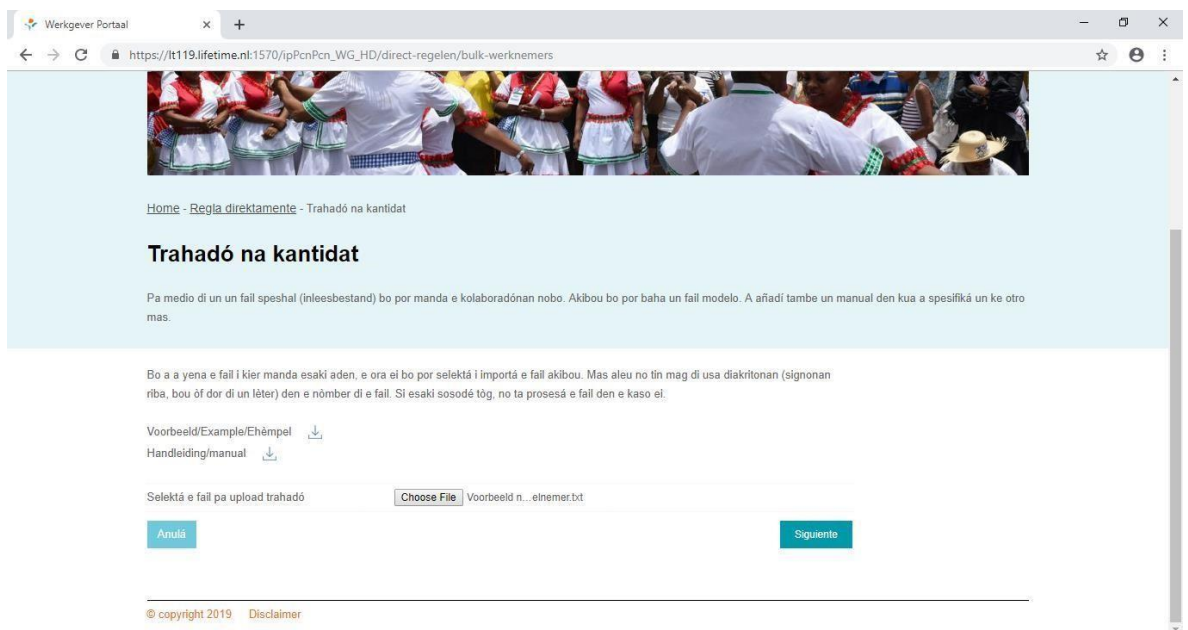 Werkgever Portaal
https://lt119.lifetime.nl:1570/ipPcnPcn_WG_HD/direct-regelen/bulk-werknemers
Home - Regla direktamente - Trahadó na kantidat
Trahadó na kantidat
Pa medio di un un fail speshal (inleesbestand) bo por manda e kolaboradónan nobo. Akibou bo por baha un fail modelo. A añadí tambe un manual den kua a spesifiká un ke otro
mas.
Bo a a yena e fail i kier manda esaki aden, e ora ei bo por selektá i importá e fail akibou. Mas aleu no tin mag di usa diakritonan (signonan
riba, bou òf dor di un lèter) den e nòmber di e fail. Si esaki sosodé tòg, no ta prosesá e fail den e kaso ei.
Voorbeeld/Example/Ehèmpel
Handleiding/manual
Selektá e fail pa upload trahadó Choose File Voorbeeld n...elnemer.txt
Anulá Siguiente
© copyright 2019 Disclaimer